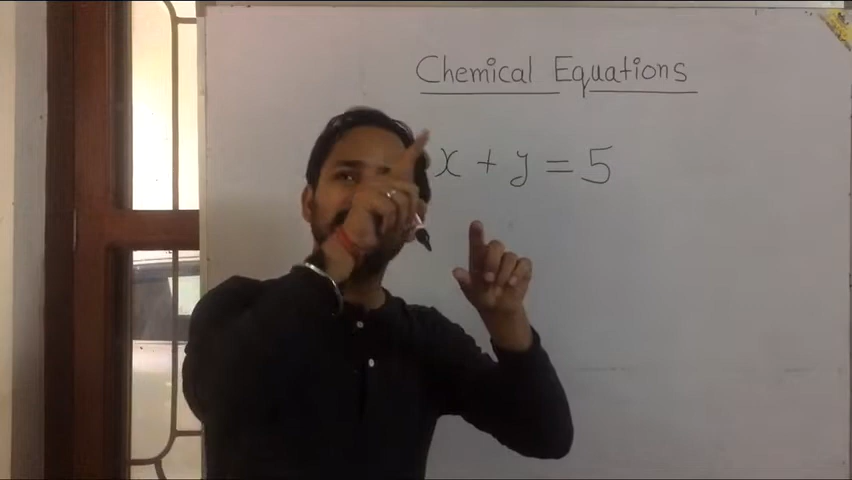 Chemical Equations
x + y = 5